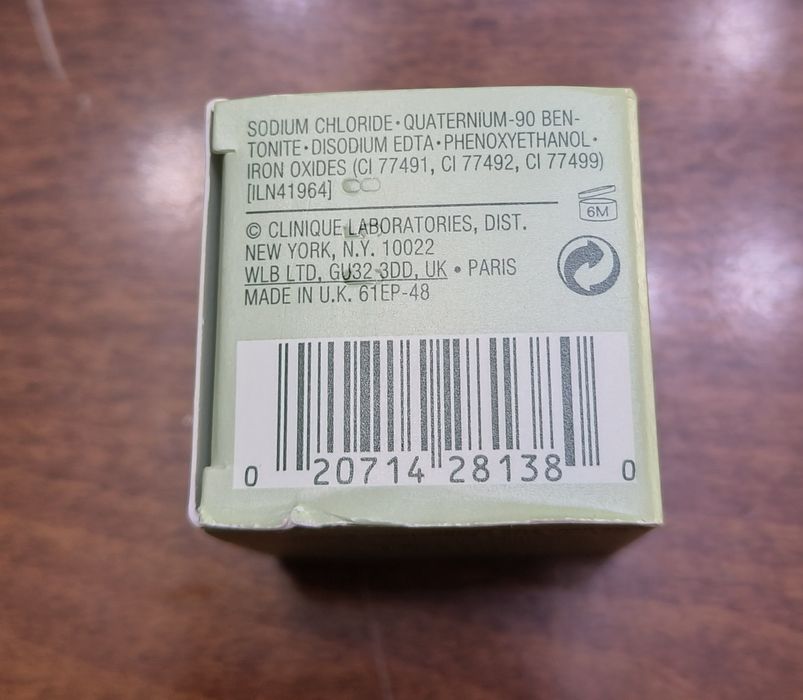 SODIUM CHLORIDE • QUATERNIUM-90 BEN-
TONITE • DISODIUM EDTA • PHENOXYETHANOL •
IRON OXIDES (CI 77491, CI 77492, CI 77499)
[ILN41964]
6M
© CLINIQUE LABORATORIES, DIST.
NEW YORK, N.Y. 10022
WLB LTD, GU32 3DD, UK • PARIS
MADE IN U.K. 61EP-48
0 20714 28138 0